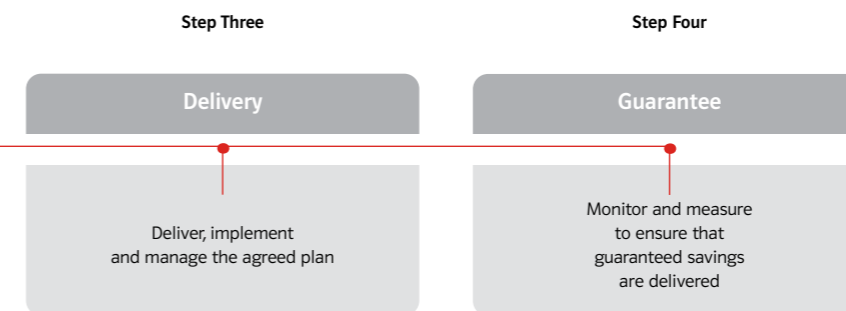 Step Three
Step Four
Delivery
Guarantee
Deliver, implement
and manage the agreed plan
Monitor and measure
to ensure that
guaranteed savings
are delivered